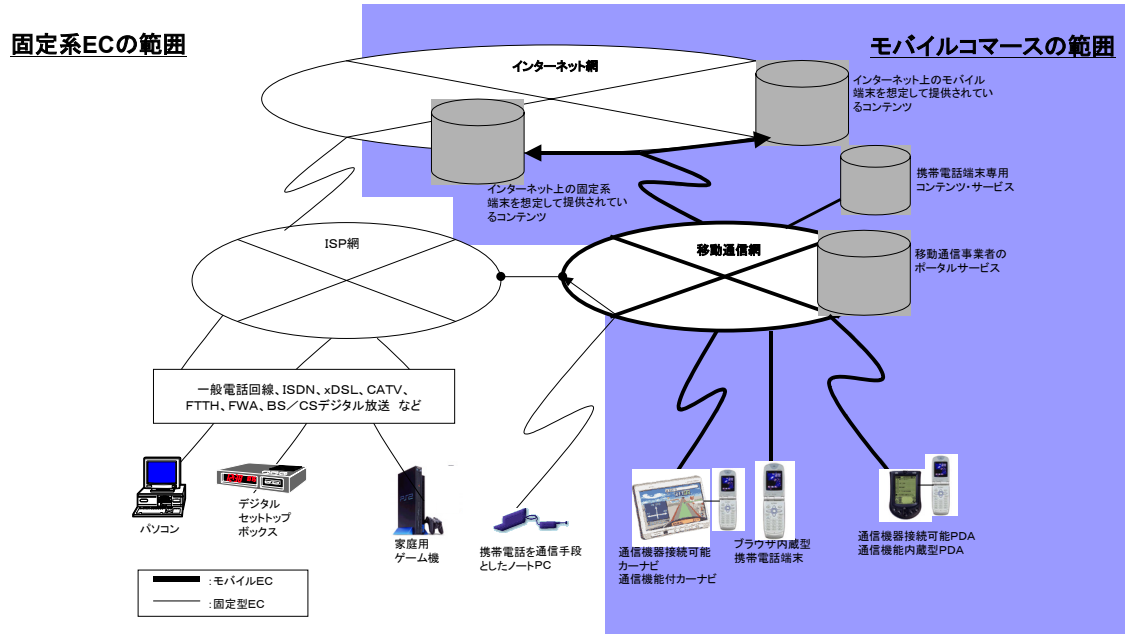 固定系ECの範囲
モバイルコマースの範囲
インターネット網
インターネット上のモバイル
端末を想定して提供されてい
るコンテンツ
携帯電話端末専用
コンテンツ・サービス
インターネット上の固定系
端末を想定して提供されてい
るコンテンツ
ISP網
移動通信網
移動通信事業者の
ポータルサービス
一般電話回線、ISDN、xDSL、CATV、
FTTH、FWA、BS／CSデジタル放送 など
パソコン
デジタル
セットトップ
ボックス
家庭用
ゲーム機
携帯電話を通信手段
としたノートPC
通信機器接続可能
カーナビ
通信機能付カーナビ
ブラウザ内蔵型
携帯電話端末
通信機器接続可能PDA
通信機能内蔵型PDA
:モバイルEC
:固定型EC